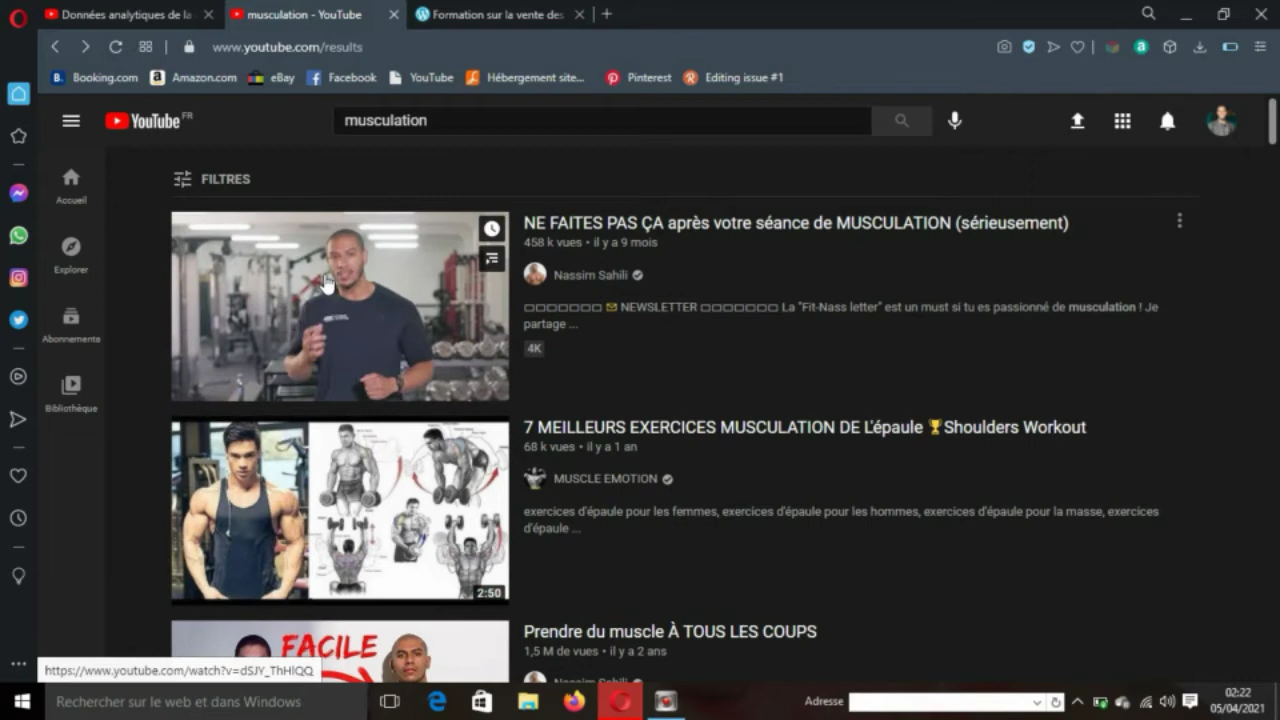 Données analytiques de la
musculation - YouTube
Formation sur la vente des
www.youtube.com/results
B. Booking.com
a Amazon.com
eBay
Facebook
YouTube
Hébergement site...
Pinterest
Editing issue #1
YouTube FR
musculation
Accueil
Explorer
Abonnements
Bibliothèque
FILTRES
NE FAITES PAS ÇA après votre séance de MUSCULATION (sérieusement)
458 k vues • il y a 9 mois
Nassim Sahili
□□□□□□□ ✉ NEWSLETTER □□□□□□□ La "Fit-Nass letter" est un must si tu es passionné de musculation ! Je
partage ...
4K
7 MEILLEURS EXERCICES MUSCULATION DE L'épaule 🏆Shoulders Workout
68 k vues • il y a 1 an
MUSCLE EMOTION
exercices d'épaule pour les femmes, exercices d'épaule pour les hommes, exercices d'épaule pour la masse, exercices
d'épaule ...
2:50
FACILE
Prendre du muscle À TOUS LES COUPS
1,5 M de vues • il y a 2 ans
Nassim Sahili
https://www.youtube.com/watch?v=dSJY_ThHlQQ
Rechercher sur le web et dans Windows
Adresse
02:22
05/04/2021